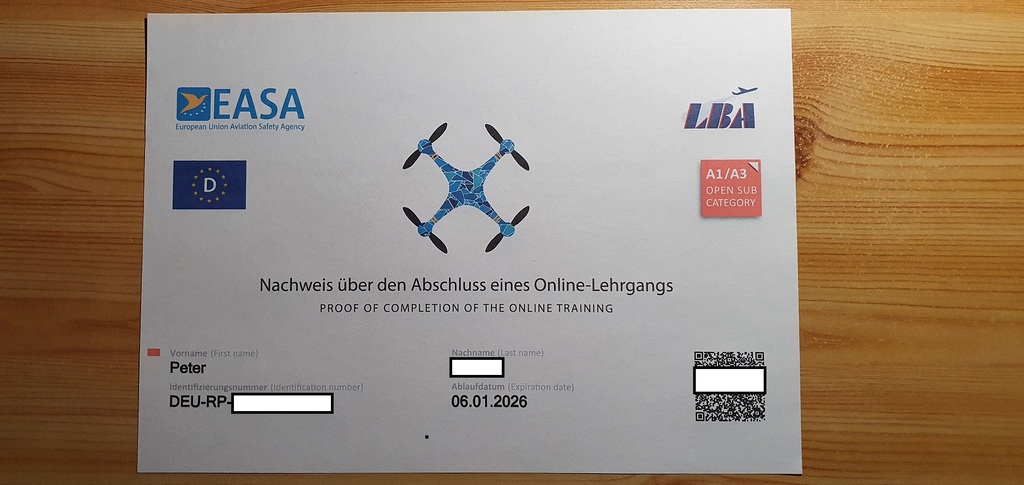 EASA
European Union Aviation Safety Agency
LBA
D
A1/A3
OPEN SUB
CATEGORY
Nachweis über den Abschluss eines Online-Lehrgangs
PROOF OF COMPLETION OF THE ONLINE TRAINING
Vorname (First name)
Peter
Nachname (Last name)
Identifizierungsnummer (identification number)
DEU-RP-
Ablaufdatum (Expiration date)
06.01.2026